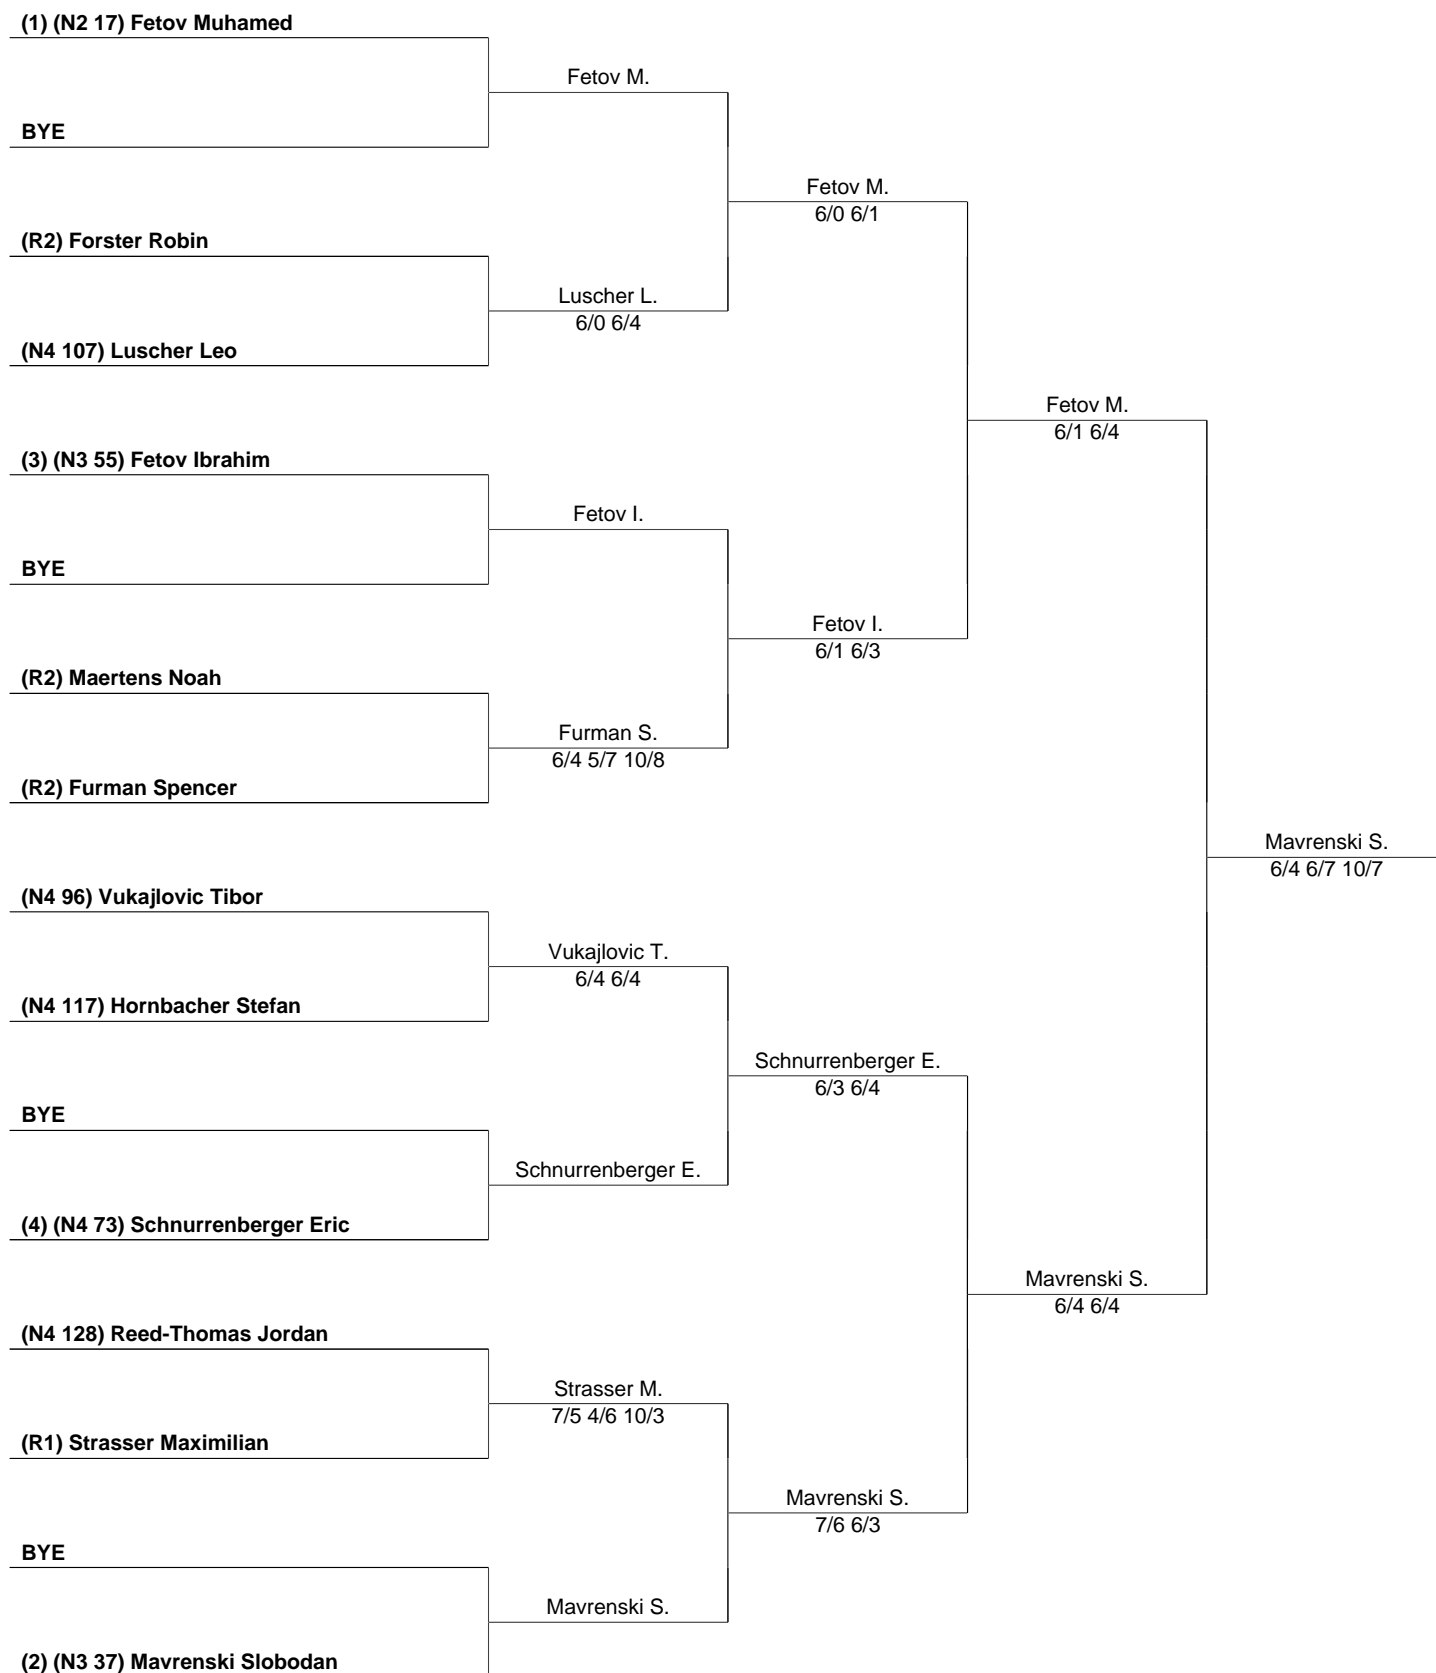 (1) (N2 17) Fetov Muhamed
Fetov M.
BYE
Fetov M.
6/0 6/1
(R2) Forster Robin
Luscher L.
6/0 6/4
(N4 107) Luscher Leo
Fetov M.
6/1 6/4
(3) (N3 55) Fetov Ibrahim
Fetov I.
BYE
Fetov I.
6/1 6/3
(R2) Maertens Noah
Furman S.
6/4 5/7 10/8
(R2) Furman Spencer
Mavrenski S.
6/4 6/7 10/7
(N4 96) Vukajlovic Tibor
Vukajlovic T.
6/4 6/4
(N4 117) Hornbacher Stefan
Schnurrenberger E.
6/3 6/4
BYE
Schnurrenberger E.
(4) (N4 73) Schnurrenberger Eric
Mavrenski S.
6/4 6/4
(N4 128) Reed-Thomas Jordan
Strasser M.
7/5 4/6 10/3
(R1) Strasser Maximilian
Mavrenski S.
7/6 6/3
BYE
Mavrenski S.
(2) (N3 37) Mavrenski Slobodan